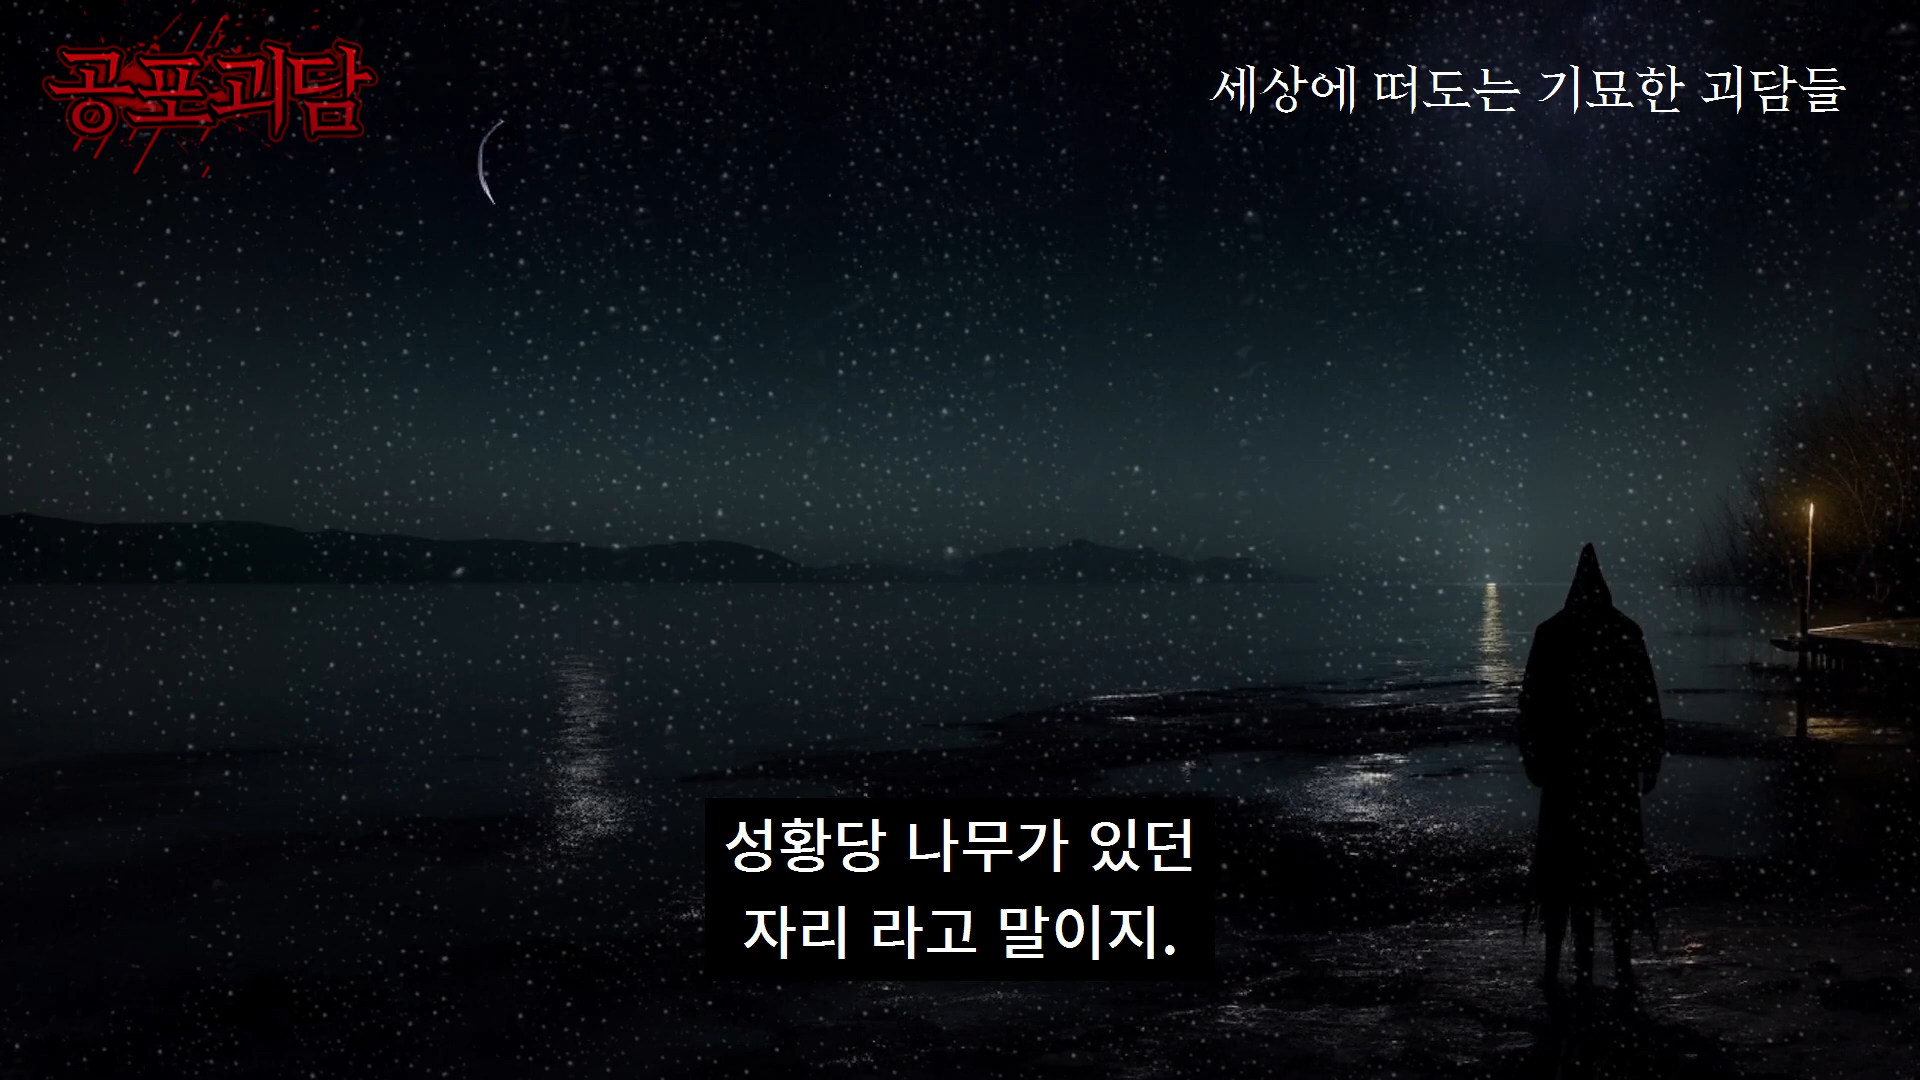 공포괴담
세상에 떠도는 기묘한 괴담들
성황당 나무가 있던
자리 라고 말이지.